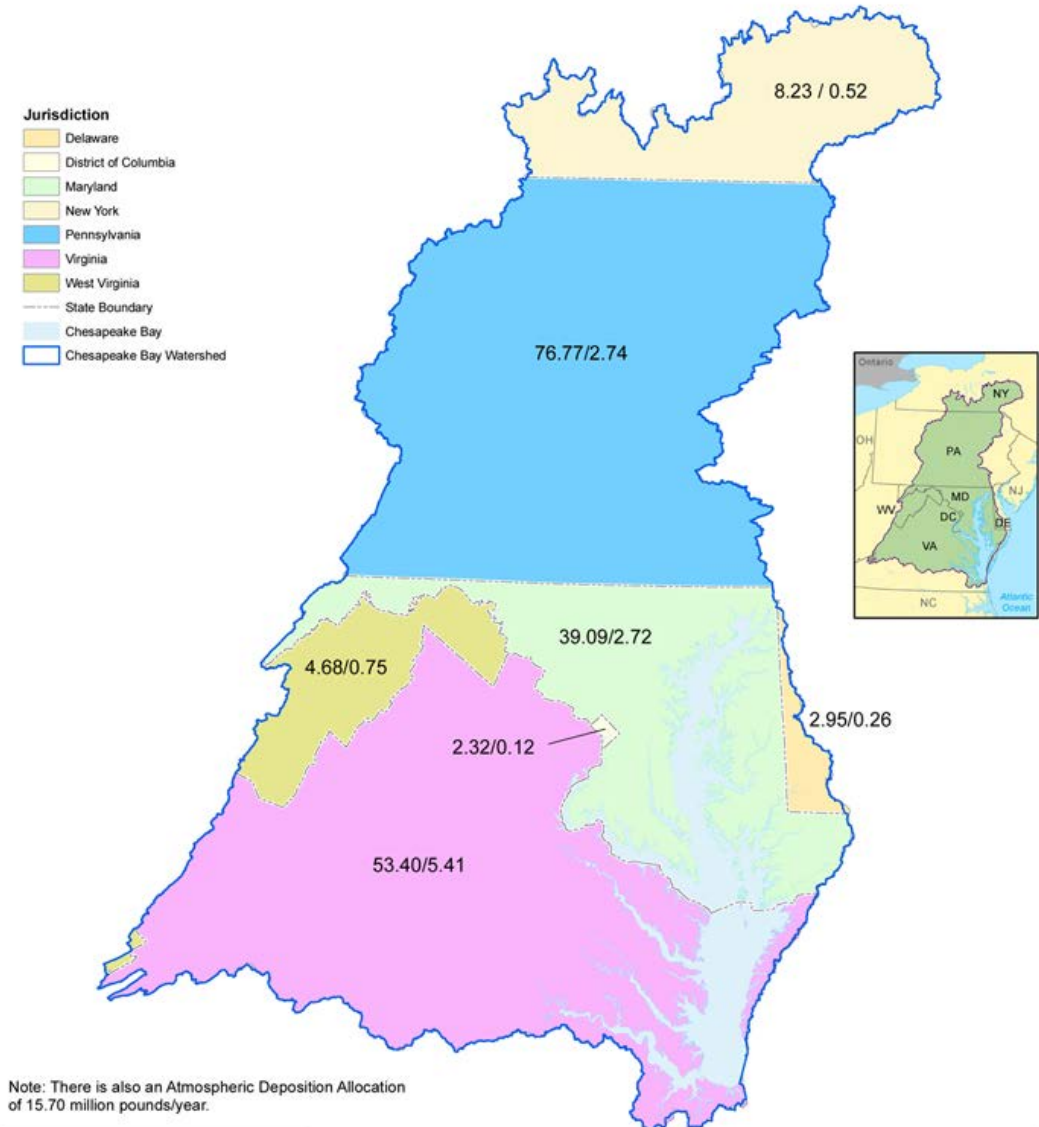 8.23 / 0.52
Jurisdiction
Delaware
District of Columbia
Maryland
New York
Pennsylvania
Virginia
West Virginia
State Boundary
Chesapeake Bay
Chesapeake Bay Watershed
76.77/2.74
Ontario
NY
OH
PA
NJ
MD
WV
DC
DE
VA
NC
Atlantic
Ocean
39.09/2.72
4.68/0.75
2.95/0.26
2.32/0.12
53.40/5.41
Note: There is also an Atmospheric Deposition Allocation
of 15.70 million pounds/year.